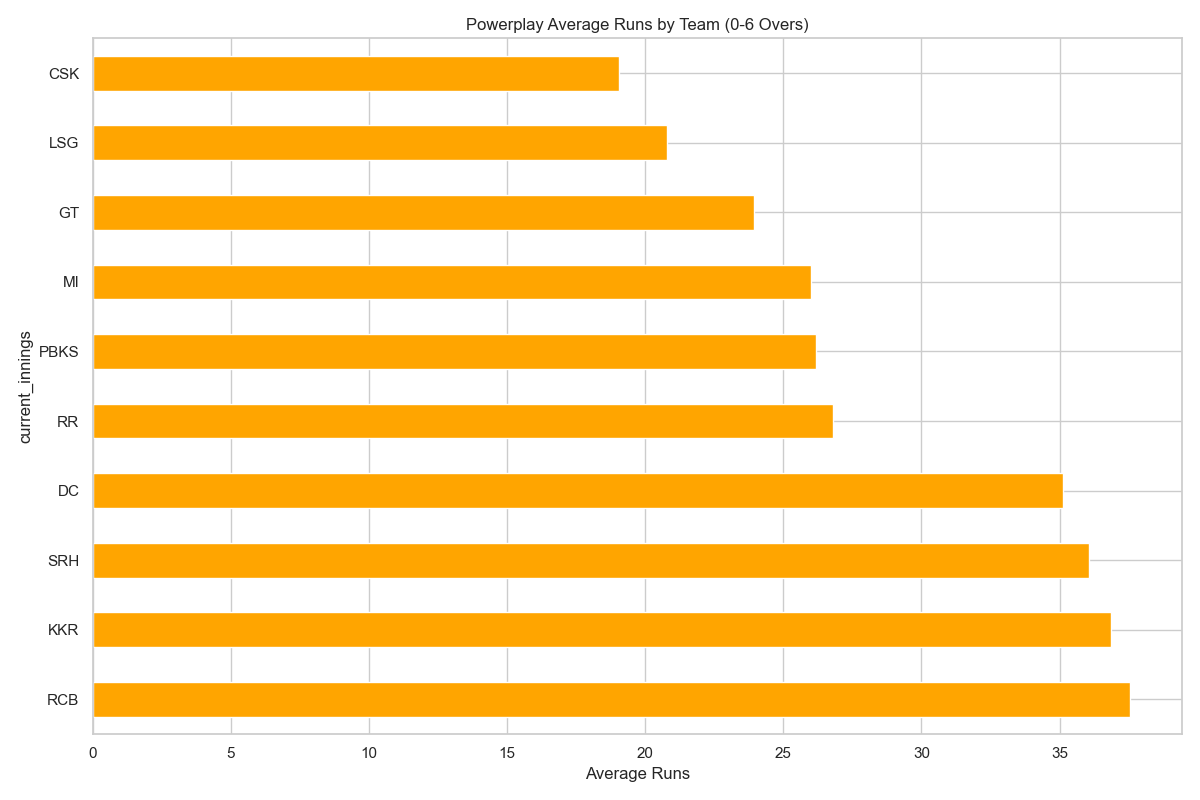 Powerplay Average Runs by Team (0-6 Overs)
CSK
LSG
GT
MI
PBKS
RR
DC
SRH
KKR
RCB
current_innings
0 5 10 15 20 25 30 35
Average Runs